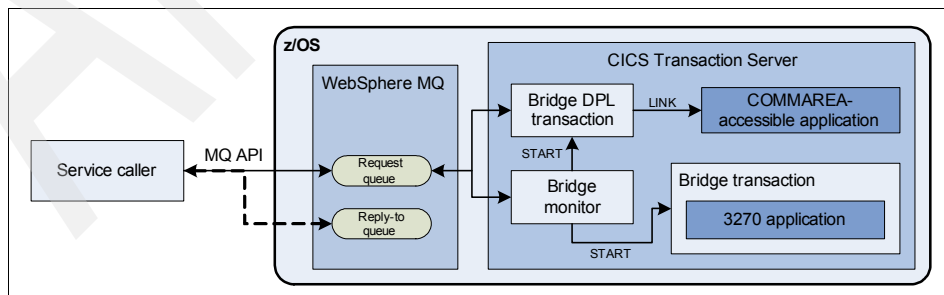 z/OS
CICS Transaction Server
WebSphere MQ
Bridge DPL
transaction
LINK
COMMAREA-
accessible application
Service caller
MQ API
Request
queue
START
Bridge
monitor
Bridge transaction
3270 application
Reply-to
queue
START